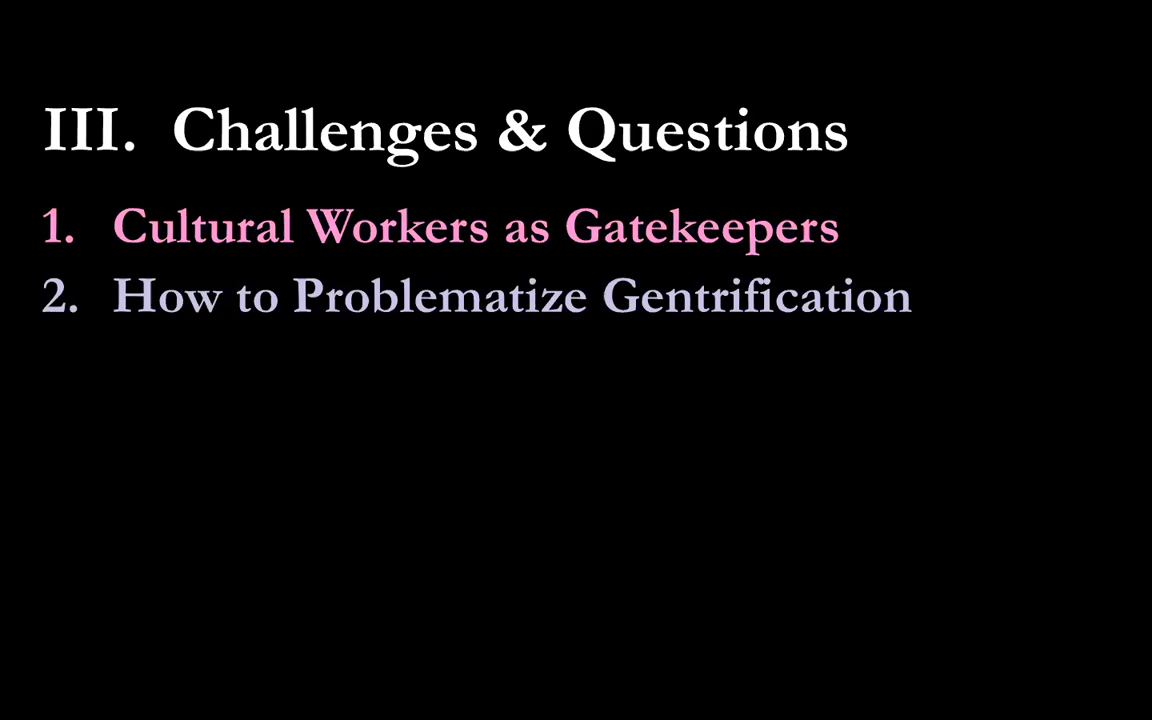 III. Challenges & Questions
1. Cultural Workers as Gatekeepers
2. How to Problematize Gentrification